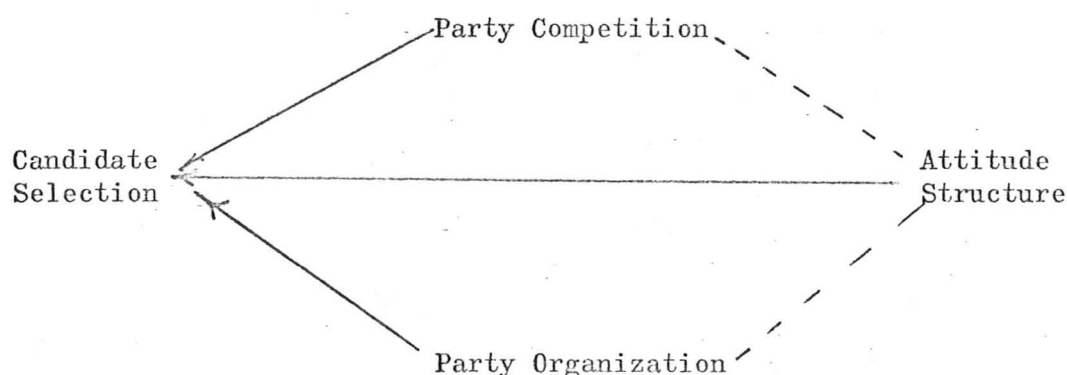 Party Competition
Candidate
Selection
Attitude
Structure
Party Organization